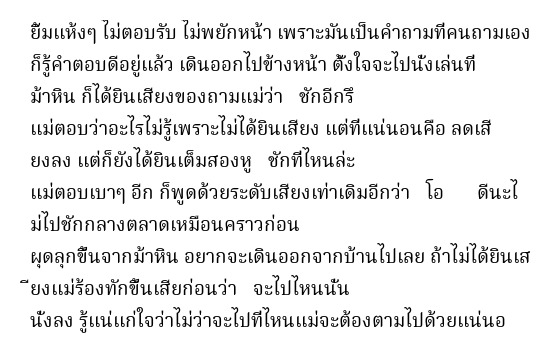 ยิ้มแห้งๆ ไม่ตอบรับ ไม่พยักหน้า เพราะมันเป็นคำถามที่คนถามเอง
ก็รู้คำตอบดีอยู่แล้ว เดินออกไปข้างหน้า ตั้งใจจะไปนั่งเล่นที่
ม้าหิน ก็ได้ยินเสียงของถามแม่ว่า   ชักอีกรึ
แม่ตอบว่าอะไรไม่รู้เพราะไม่ได้ยินเสียง แต่ที่แน่นอนคือ ลดเสี
ยงลง แต่ก็ยังได้ยินเต็มสองหู   ชักที่ไหนล่ะ
แม่ตอบเบาๆ อีก ก็พูดด้วยระดับเสียงเท่าเดิมอีกว่า   โอ      ดีนะไ
ม่ไปชักกลางตลาดเหมือนคราวก่อน
ผุดลุกขึ้นจากม้าหิน อยากจะเดินออกจากบ้านไปเลย ถ้าไม่ได้ยินเส
ียงแม่ร้องทักขึ้นเสียก่อนว่า   จะไปไหนนั่น
นั่งลง รู้แน่แก่ใจว่าไม่ว่าจะไปที่ไหนแม่จะต้องตามไปด้วยแน่นอ